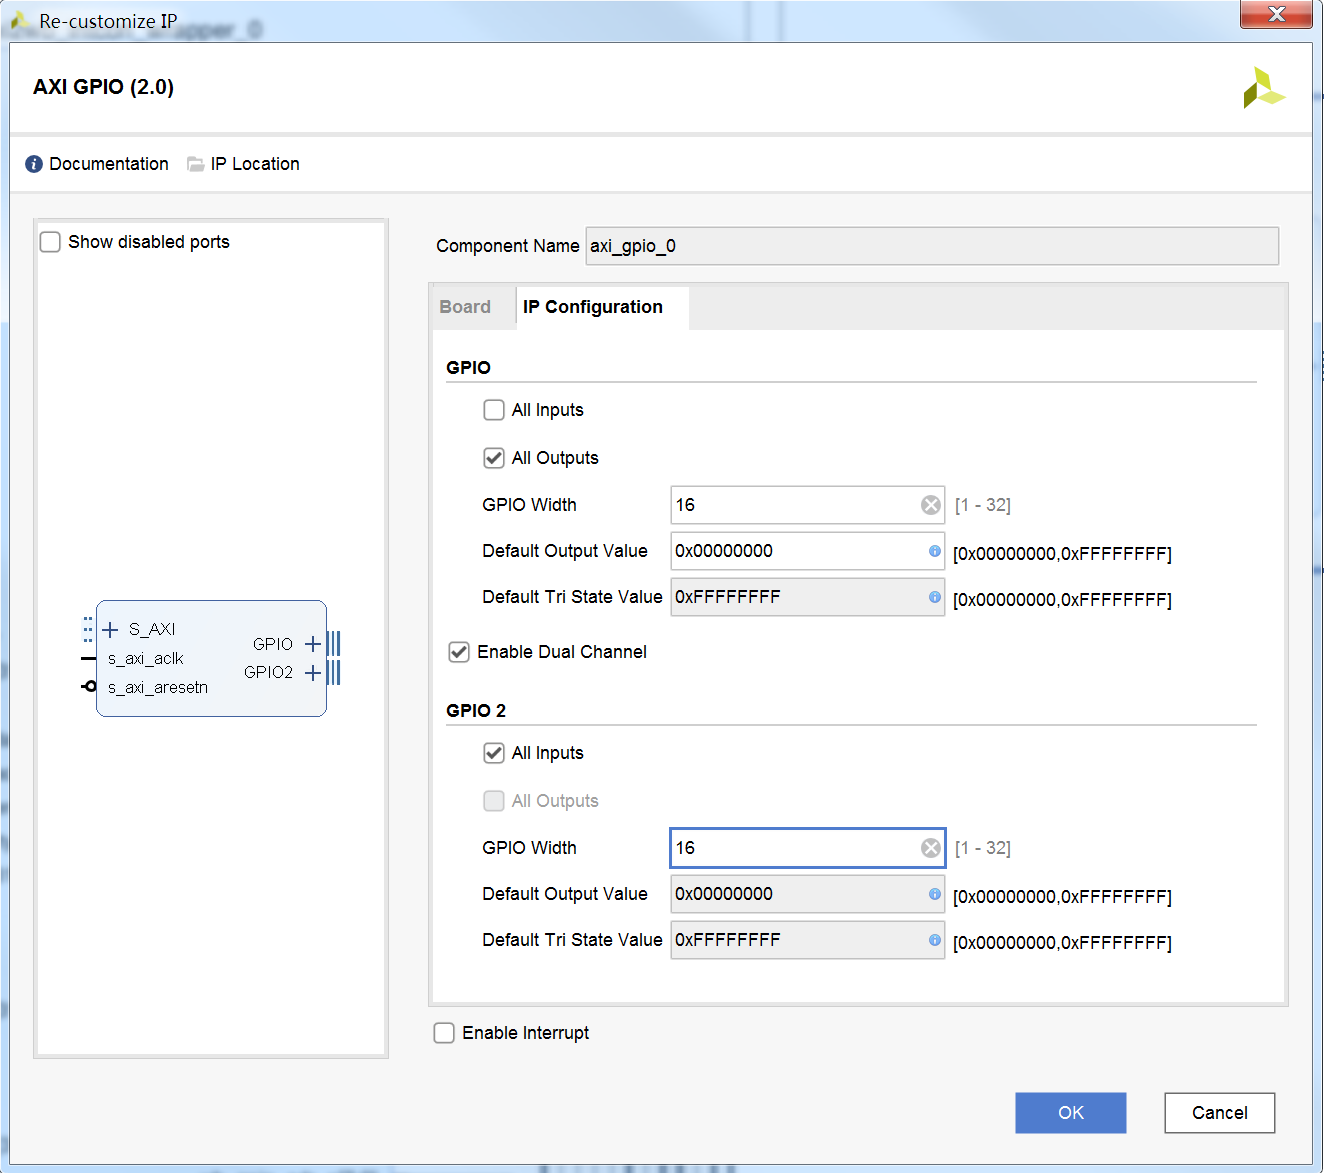 Re-customize IP
AXI GPIO (2.0)
Documentation IP Location
Show disabled ports
S_AXI
s_axi_aclk
s_axi_aresetn
GPIO
GPIO2
Component Name axi_gpio_0
Board IP Configuration
GPIO
All Inputs
All Outputs
GPIO Width 16 [1 - 32]
Default Output Value 0x00000000 [0x00000000,0xFFFFFFFF]
Default Tri State Value 0xFFFFFFFF [0x00000000,0xFFFFFFFF]
Enable Dual Channel
GPIO 2
All Inputs
All Outputs
GPIO Width 16 [1 - 32]
Default Output Value 0x00000000 [0x00000000,0xFFFFFFFF]
Default Tri State Value 0xFFFFFFFF [0x00000000,0xFFFFFFFF]
Enable Interrupt
OK Cancel